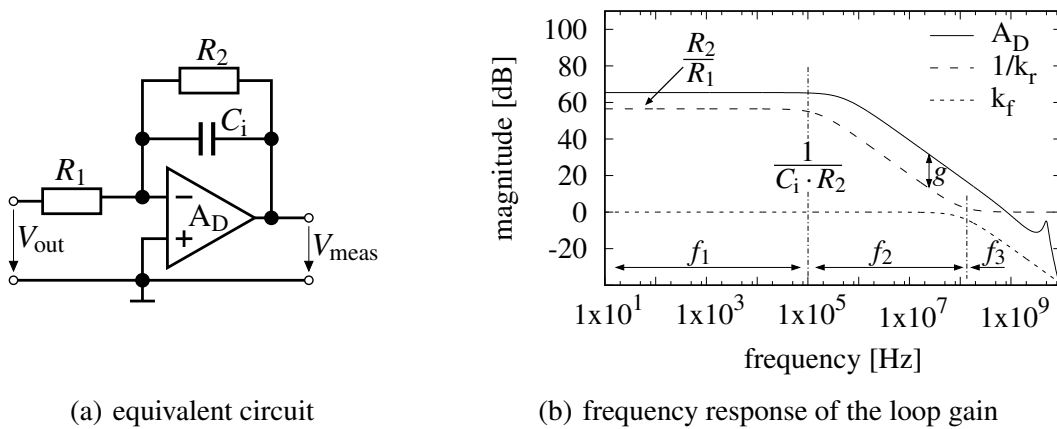 R2
Ci
R1
AD
−
+
Vout
Vmeas
(a) equivalent circuit
magnitude [dB]
100
80
60
40
20
0
-20
R2
R1
AD
1/kr
kf
1
Ci · R2
g
f1
f2
f3
1x10^1
1x10^3
1x10^5
1x10^7
1x10^9
frequency [Hz]
(b) frequency response of the loop gain